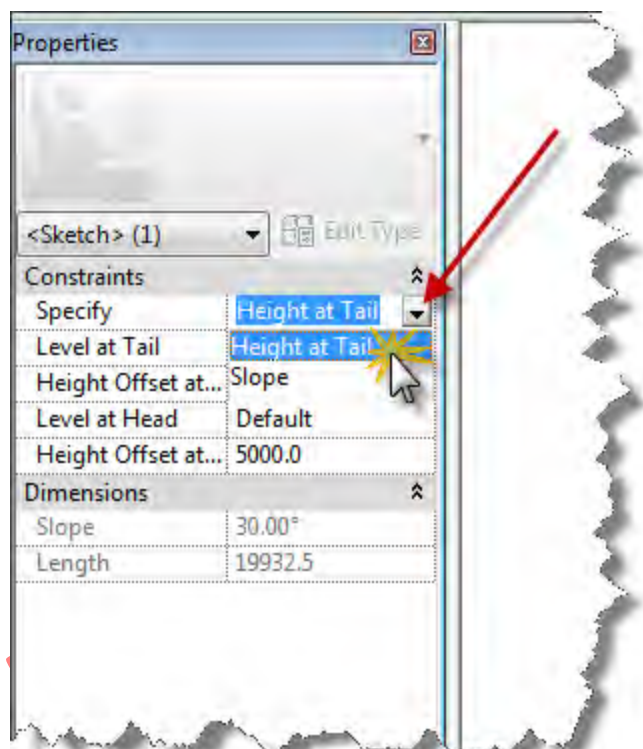 Properties
<Sketch> (1) Edit Type
Constraints
Specify Height at Tail
Level at Tail Height at Tail
Height Offset at... Slope
Level at Head Default
Height Offset at... 5000.0
Dimensions
Slope 30.00°
Length 19932.5